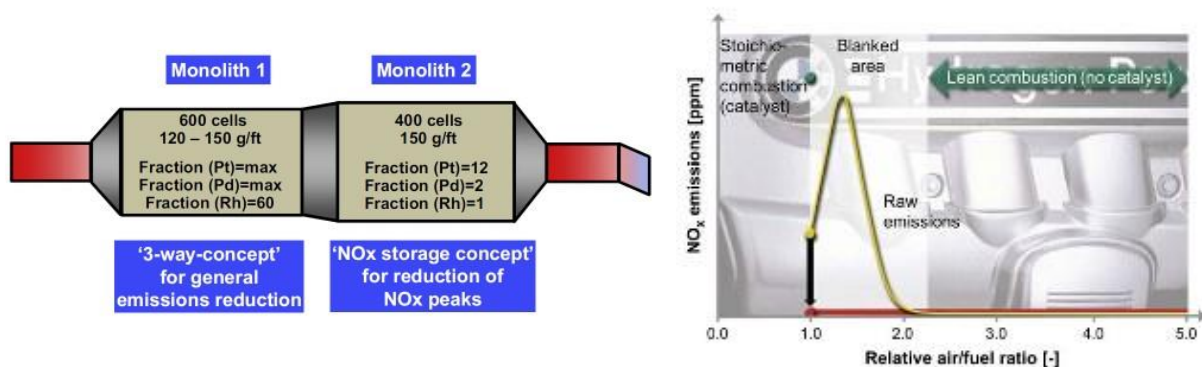 Monolith 1
Monolith 2
600 cells
120 – 150 g/ft
Fraction (Pt)=max
Fraction (Pd)=max
Fraction (Rh)=60
400 cells
150 g/ft
Fraction (Pt)=12
Fraction (Pd)=2
Fraction (Rh)=1
‘3-way-concept’
for general
emissions reduction
‘NOx storage concept’
for reduction of
NOx peaks
NOx emissions [ppm]
Stoichio-
metric
combustion
(catalyst)
Blanked
area
Lean combustion (no catalyst)
Hydrogen
Raw
emissions
0.0
1.0
2.0
3.0
4.0
5.0
Relative air/fuel ratio [-]